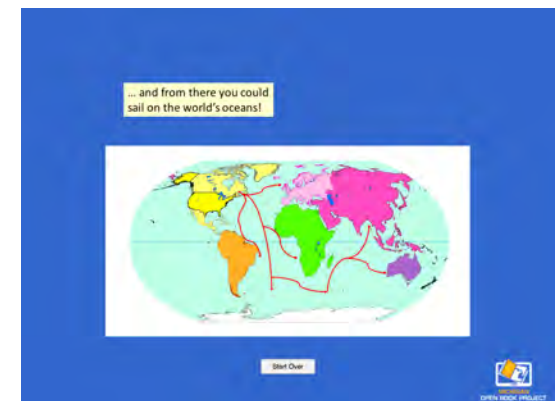 ... and from there you could
sail on the world's oceans!
Start Over
MICHIGAN
OPEN BOOK PROJECT